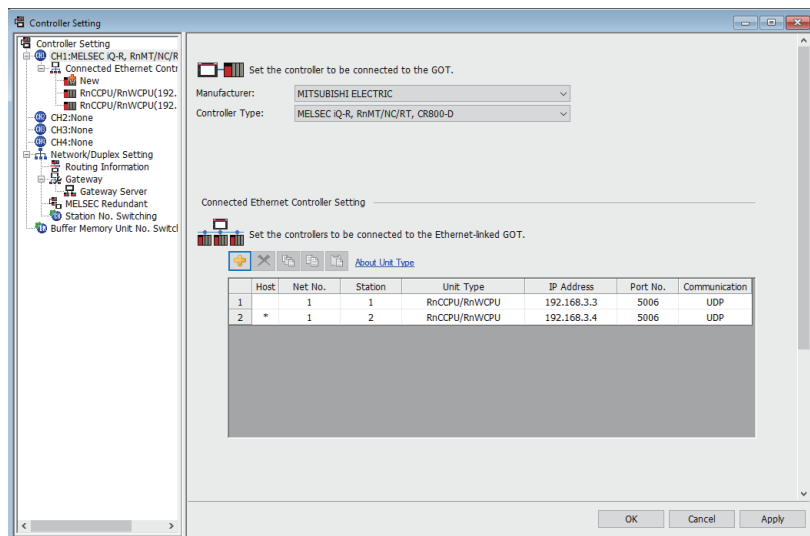 Controller Setting
Controller Setting
CH1:MELSEC iQ-R, RnMT/NC/R
Connected Ethernet Contr
New
RnCCPU/RnWCPU(192.
RnCCPU/RnWCPU(192.
CH2:None
CH3:None
CH4:None
Network/Duplex Setting
Routing Information
Gateway
Gateway Server
MELSEC Redundant
Station No. Switching
Buffer Memory Unit No. Switcl
Set the controller to be connected to the GOT.
Manufacturer: MITSUBISHI ELECTRIC
Controller Type: MELSEC iQ-R, RnMT/NC/RT, CR800-D
Connected Ethernet Controller Setting
Set the controllers to be connected to the Ethernet-linked GOT.
About Unit Type
Host Net No. Station Unit Type IP Address Port No. Communication
1 1 1 RnCCPU/RnWCPU 192.168.3.3 5006 UDP
2 * 1 2 RnCCPU/RnWCPU 192.168.3.4 5006 UDP
OK Cancel Apply